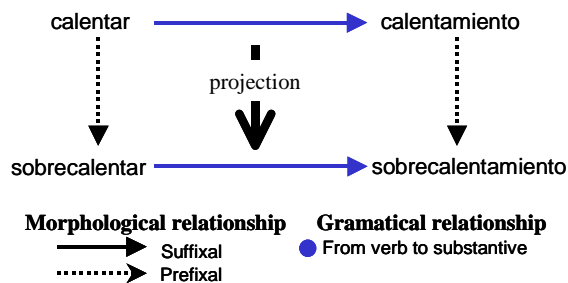 calentar calentamiento
projection
sobrecalentar sobrecalentamiento
Morphological relationship Gramatical relationship
Suffixal From verb to substantive
Prefixal